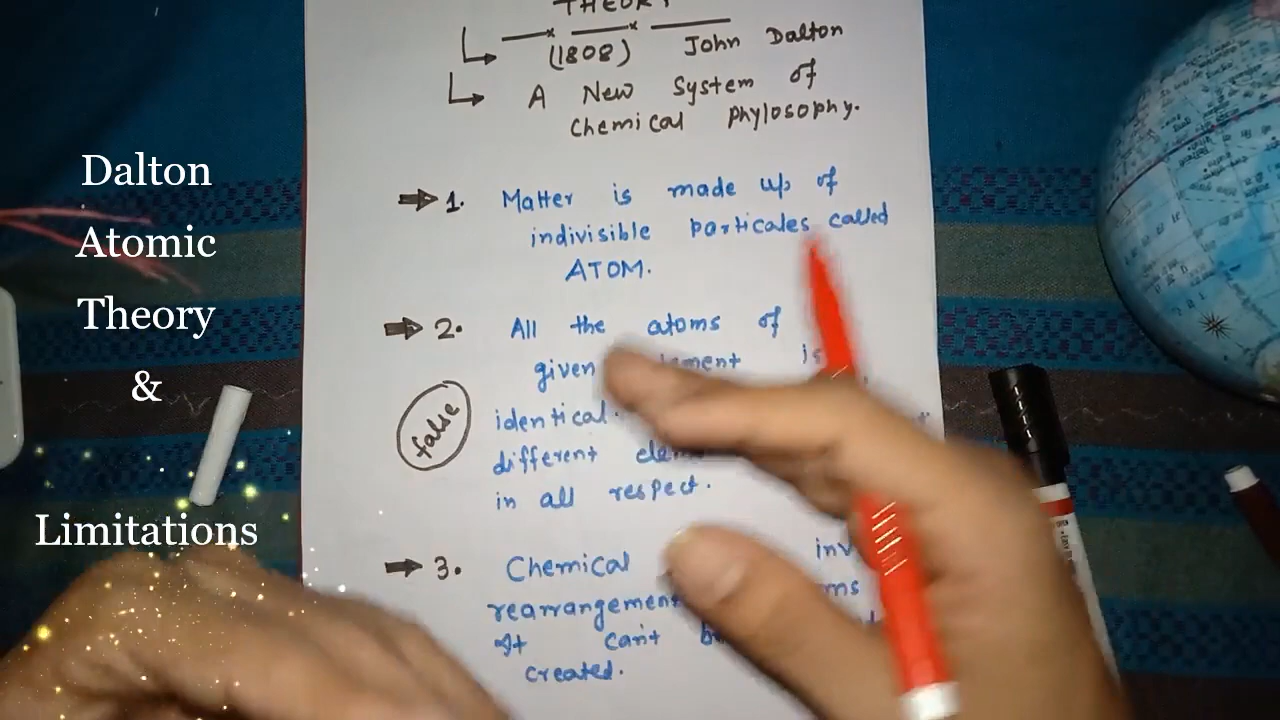 THEORY
(1808) John Dalton
A New System of
Chemical Phylosophy.
1. Matter is made up of
indivisible particales called
ATOM.
2. All the atoms of
given is
identical.
different
in all respect.
false
3. Chemical
rearrangement
It can't
created.
Dalton
Atomic
Theory
&
Limitations